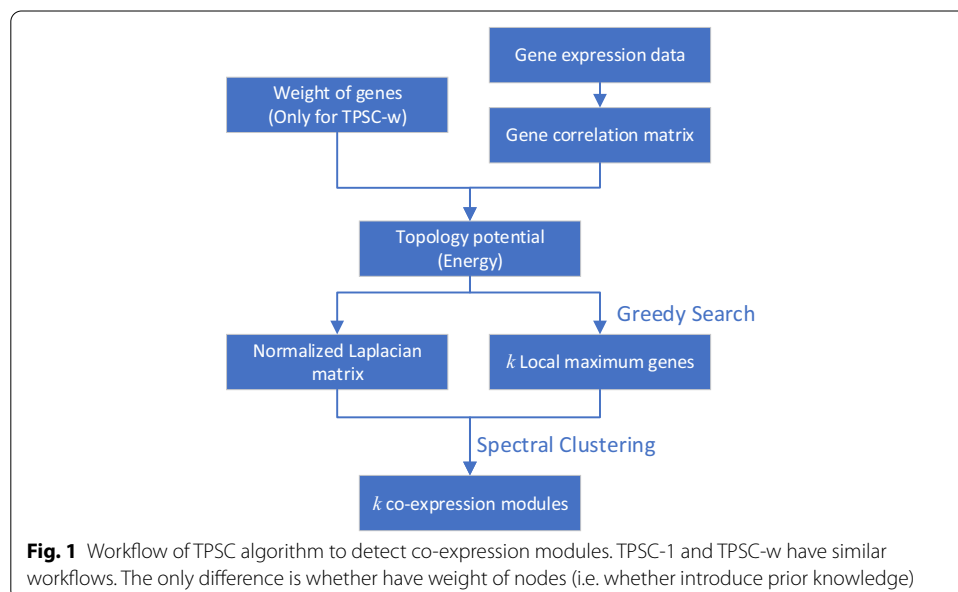 Gene expression data
Weight of genes
(Only for TPSC-w)
Gene correlation matrix
Topology potential
(Energy)
Greedy Search
Normalized Laplacian
matrix
k Local maximum genes
Spectral Clustering
k co-expression modules
Fig. 1 Workflow of TPSC algorithm to detect co-expression modules. TPSC-1 and TPSC-w have similar
workflows. The only difference is whether have weight of nodes (i.e. whether introduce prior knowledge)